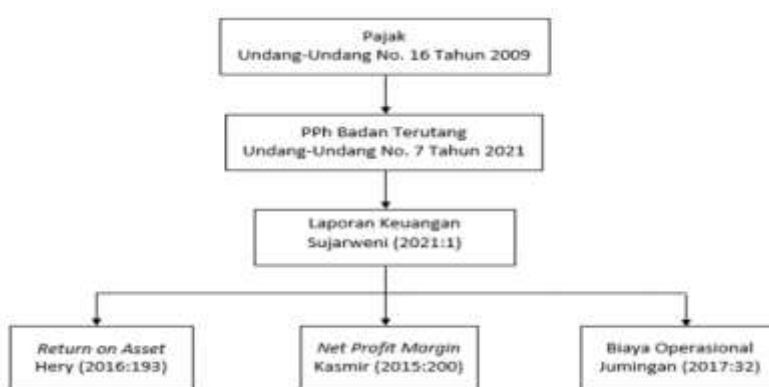 Pajak
Undang-Undang No. 16 Tahun 2009
PPh Badan Terutang
Undang-Undang No. 7 Tahun 2021
Laporan Keuangan
Sujarweni (2021:1)
Return on Asset
Hery (2016:193)
Net Profit Margin
Kasmir (2015:200)
Biaya Operasional
Jumingan (2017:32)